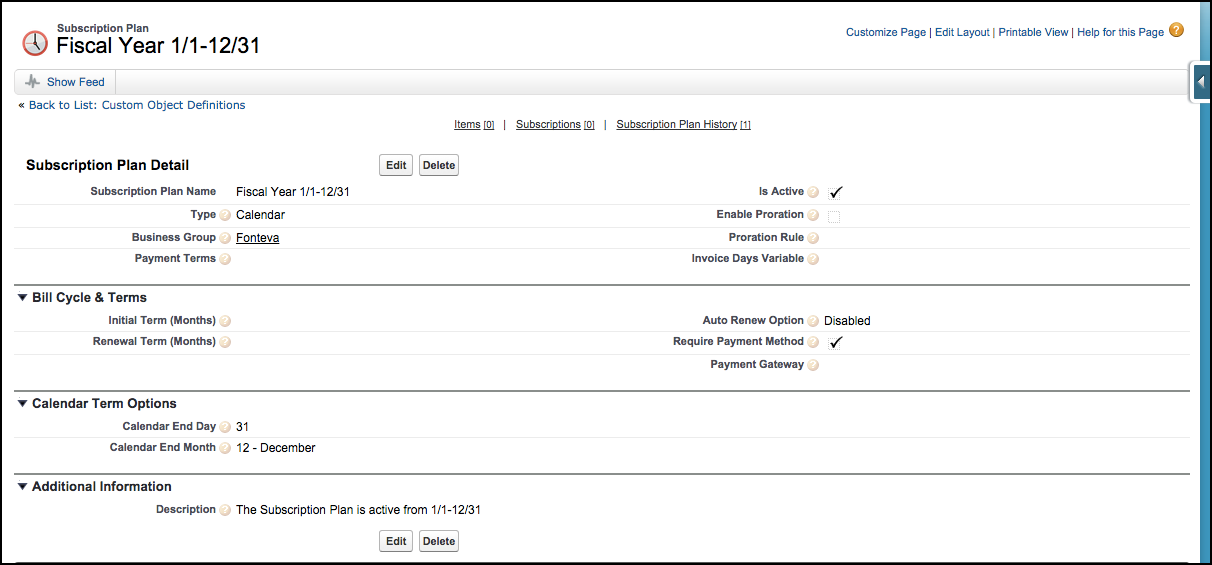 Subscription Plan
Fiscal Year 1/1-12/31
Customize Page | Edit Layout | Printable View | Help for this Page ?
Show Feed
« Back to List: Custom Object Definitions
Items [0] | Subscriptions [0] | Subscription Plan History [1]
Subscription Plan Detail Edit Delete
Subscription Plan Name Fiscal Year 1/1-12/31 Is Active ?
Type ? Calendar Enable Proration ?
Business Group ? Fonteva Proration Rule ?
Payment Terms ? Invoice Days Variable ?
Bill Cycle & Terms
Initial Term (Months) ? Auto Renew Option ? Disabled
Renewal Term (Months) ? Require Payment Method ?
Payment Gateway ?
Calendar Term Options
Calendar End Day ? 31
Calendar End Month ? 12 - December
Additional Information
Description ? The Subscription Plan is active from 1/1-12/31
Edit Delete